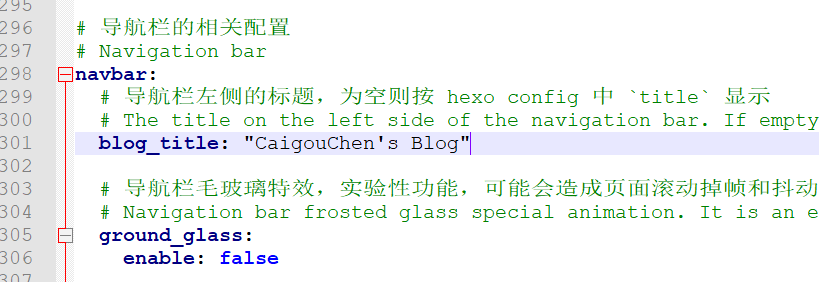 295
296 # 导航栏的相关配置
297 # Navigation bar
298 navbar:
299 # 导航栏左侧的标题，为空则按 hexo config 中 `title` 显示
300 # The title on the left side of the navigation bar. If empty
301 blog_title: "CaigouChen's Blog"
302
303 # 导航栏毛玻璃特效，实验性功能，可能会造成页面滚动掉帧和抖动
304 # Navigation bar frosted glass special animation. It is an e
305 ground_glass:
306 enable: false
307